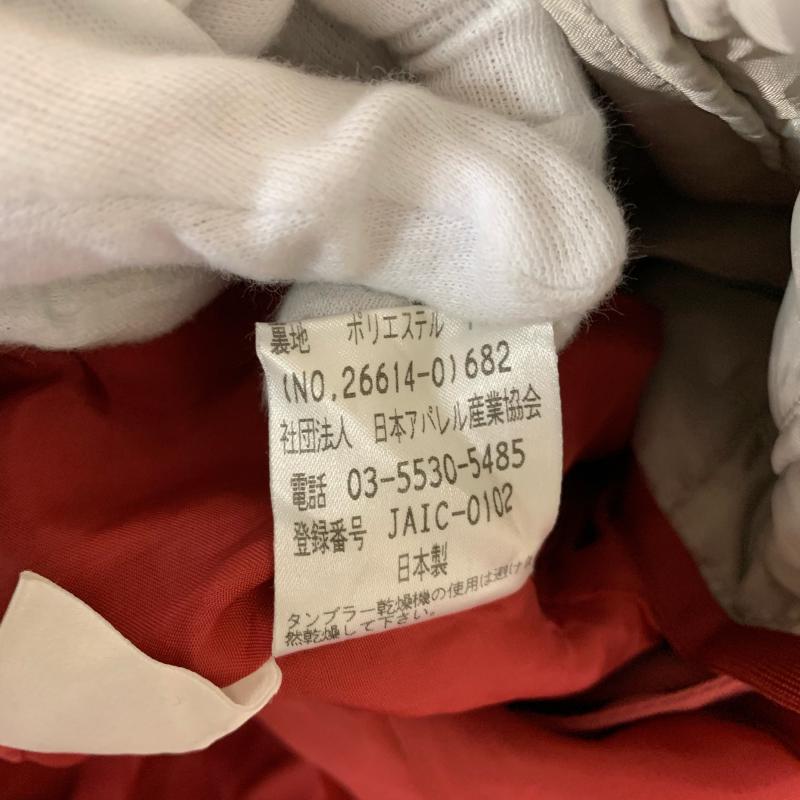 裏地 ポリエステル
(NO.26614-0)682
社団法人 日本アパレル産業協会
電話 03-5530-5485
登録番号 JAIC-0102
日本製
タンブラー乾燥機の使用は避け
然乾燥して下さい。